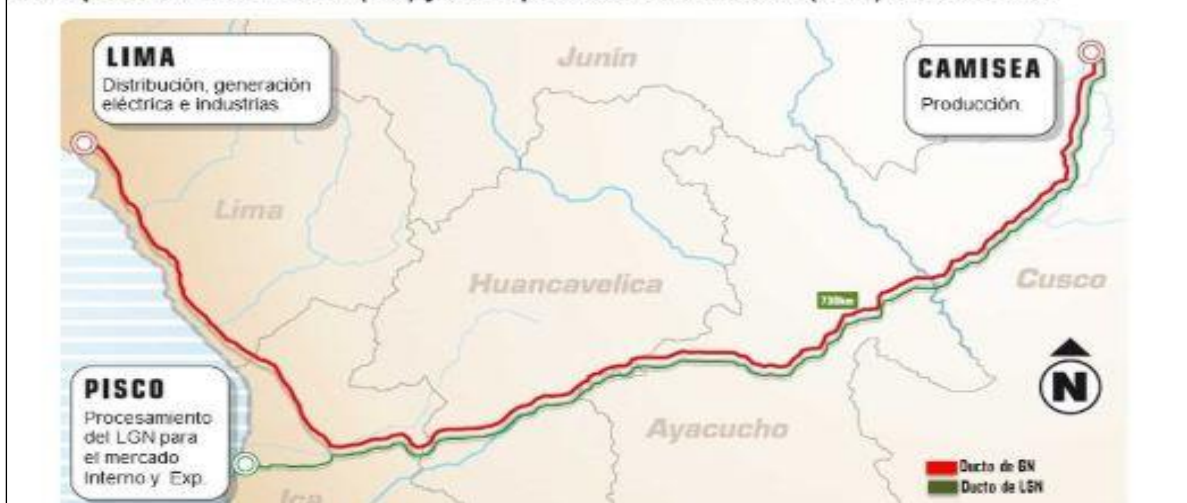 LIMA
Distribución, generación
eléctrica e industrias
Junín
CAMISEA
Producción
Lima
Huancavelica
730km
Cusco
PISCO
Procesamiento
del LGN para
el mercado
Interno y Exp.
N
Ayacucho
Ducto de GN
Ducto de LGN
Ica